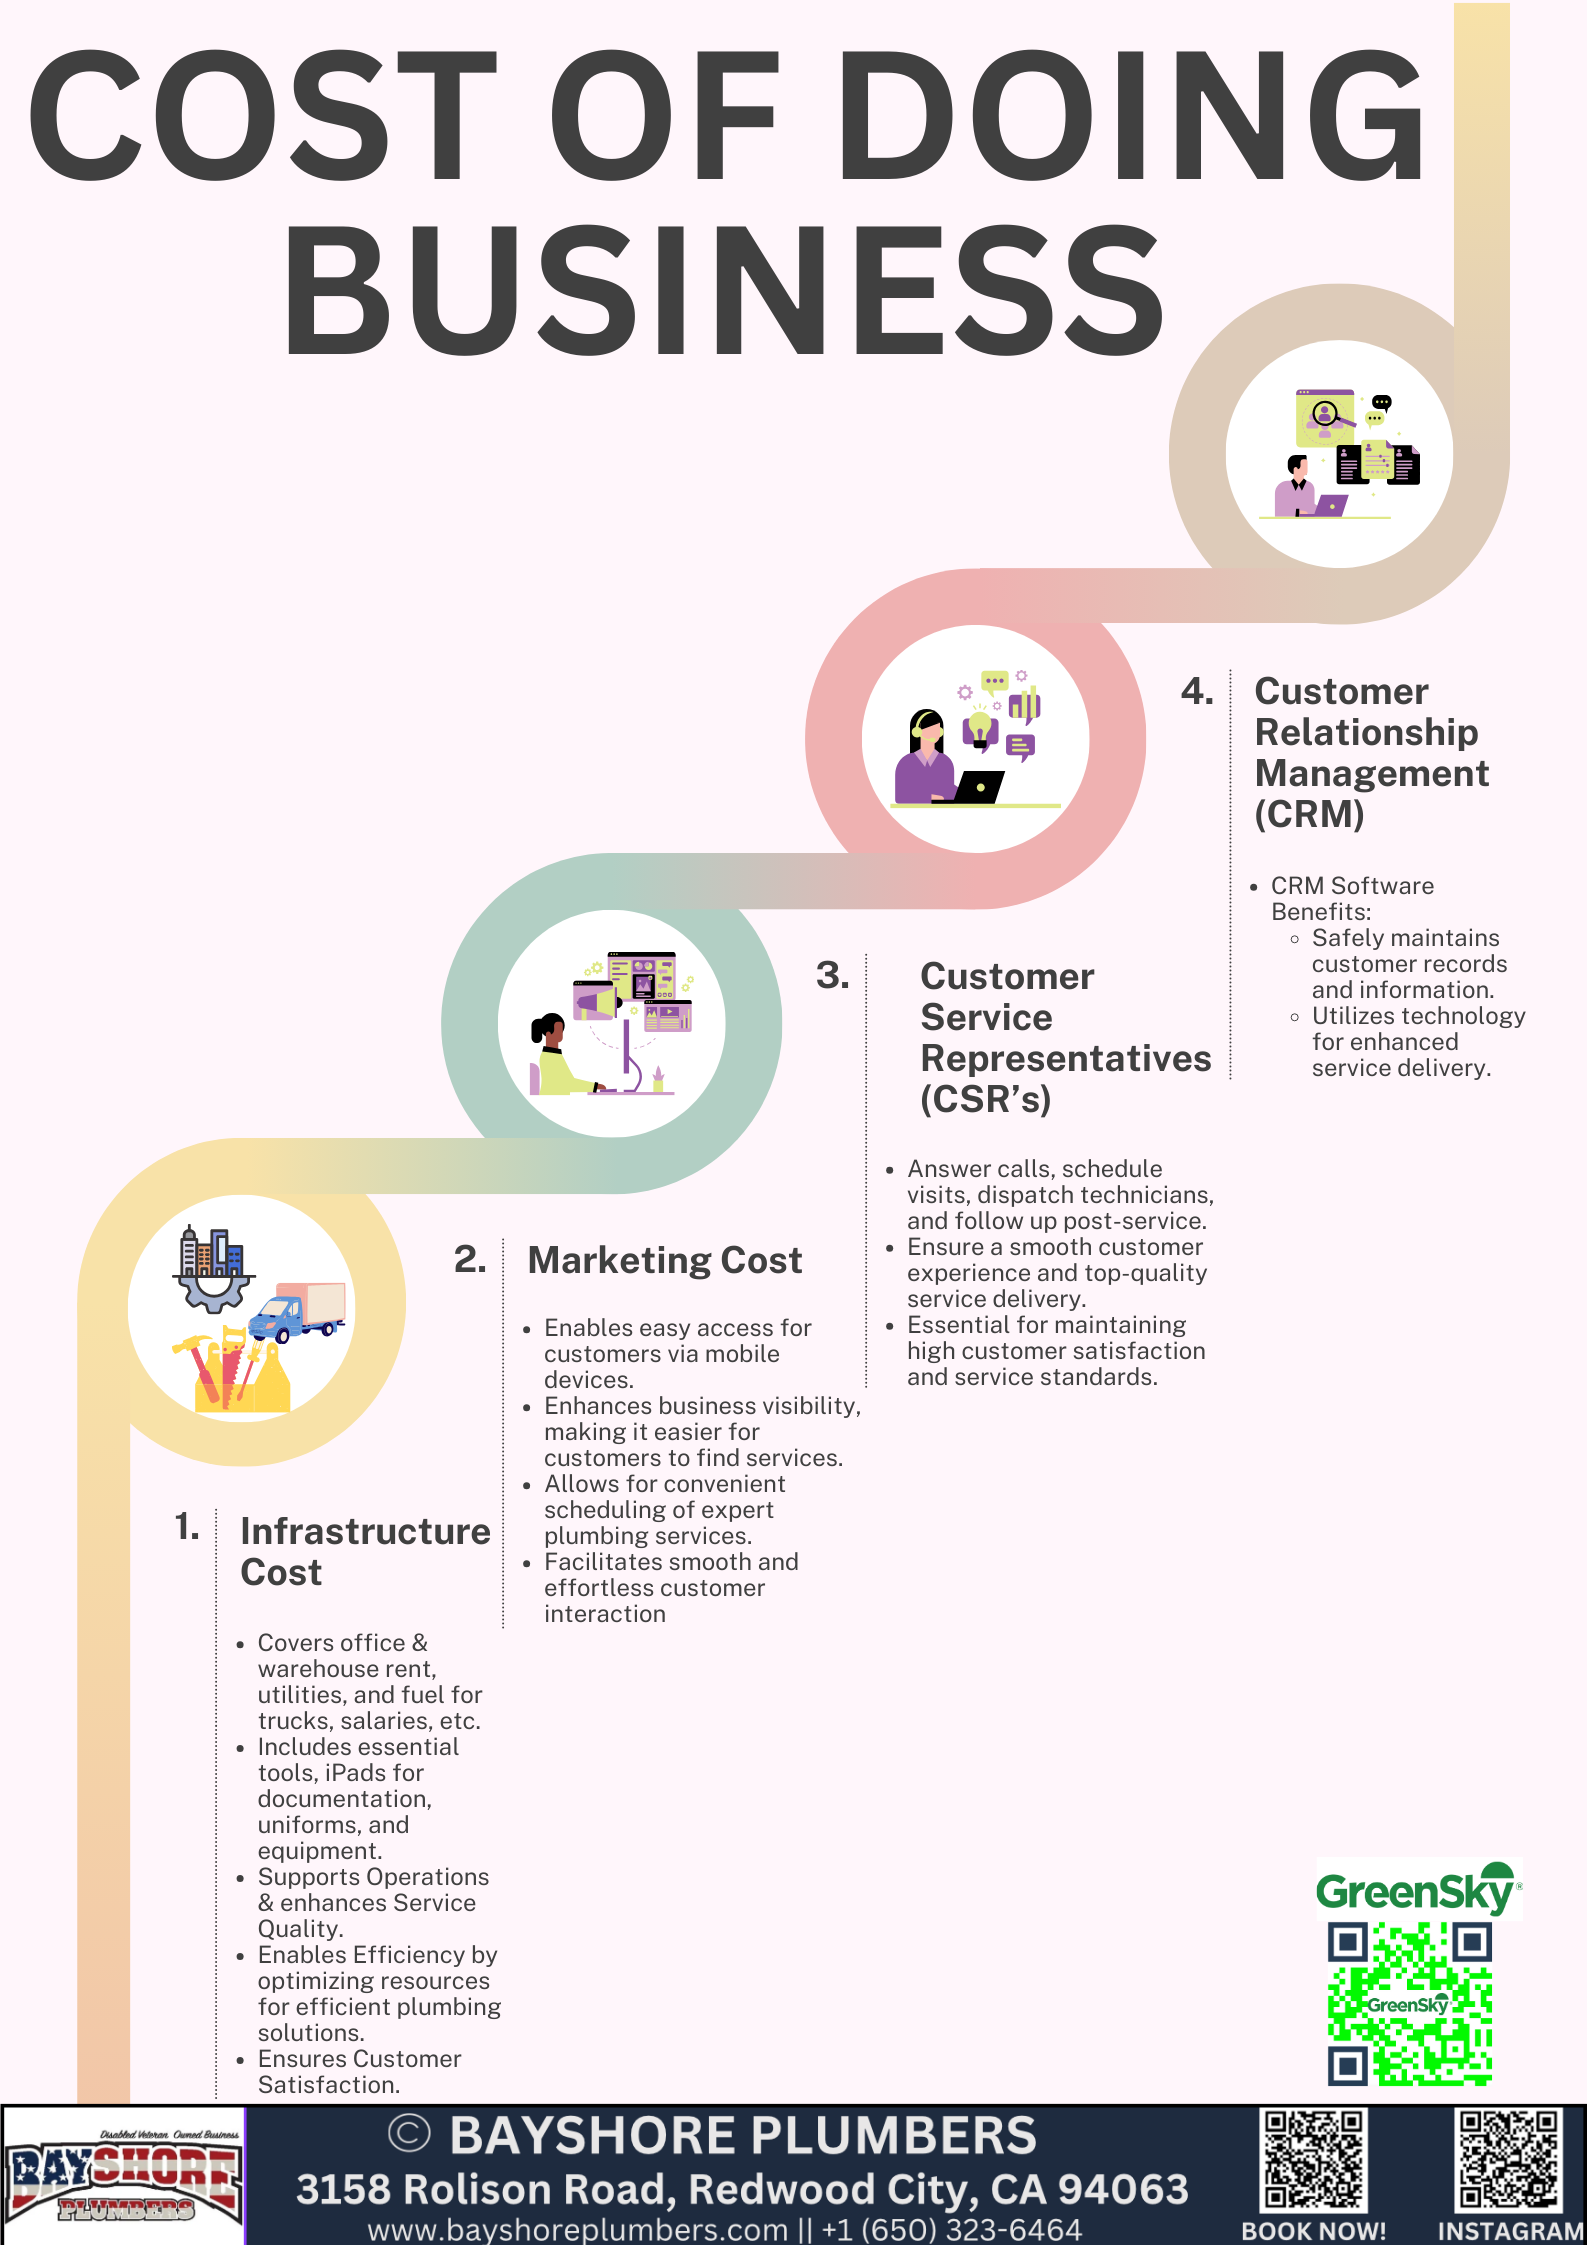 COST OF DOING
BUSINESS
4.
Customer
Relationship
Management
(CRM)
• CRM Software
Benefits:
◦ Safely maintains
customer records
and information.
◦ Utilizes technology
for enhanced
service delivery.
3.
Customer
Service
Representatives
(CSR’s)
• Answer calls, schedule
visits, dispatch technicians,
and follow up post-service.
• Ensure a smooth customer
experience and top-quality
service delivery.
• Essential for maintaining
high customer satisfaction
and service standards.
2.
Marketing Cost
• Enables easy access for
customers via mobile
devices.
• Enhances business visibility,
making it easier for
customers to find services.
• Allows for convenient
scheduling of expert
plumbing services.
• Facilitates smooth and
effortless customer
interaction
1.
Infrastructure
Cost
• Covers office &
warehouse rent,
utilities, and fuel for
trucks, salaries, etc.
• Includes essential
tools, iPads for
documentation,
uniforms, and
equipment.
• Supports Operations
& enhances Service
Quality.
• Enables Efficiency by
optimizing resources
for efficient plumbing
solutions.
• Ensures Customer
Satisfaction.
GreenSky®
GreenSky
Disabled Veteran Owned Business
BAYSHORE
PLUMBERS
© BAYSHORE PLUMBERS
3158 Rolison Road, Redwood City, CA 94063
www.bayshoreplumbers.com || +1 (650) 323-6464
BOOK NOW!
INSTAGRAM